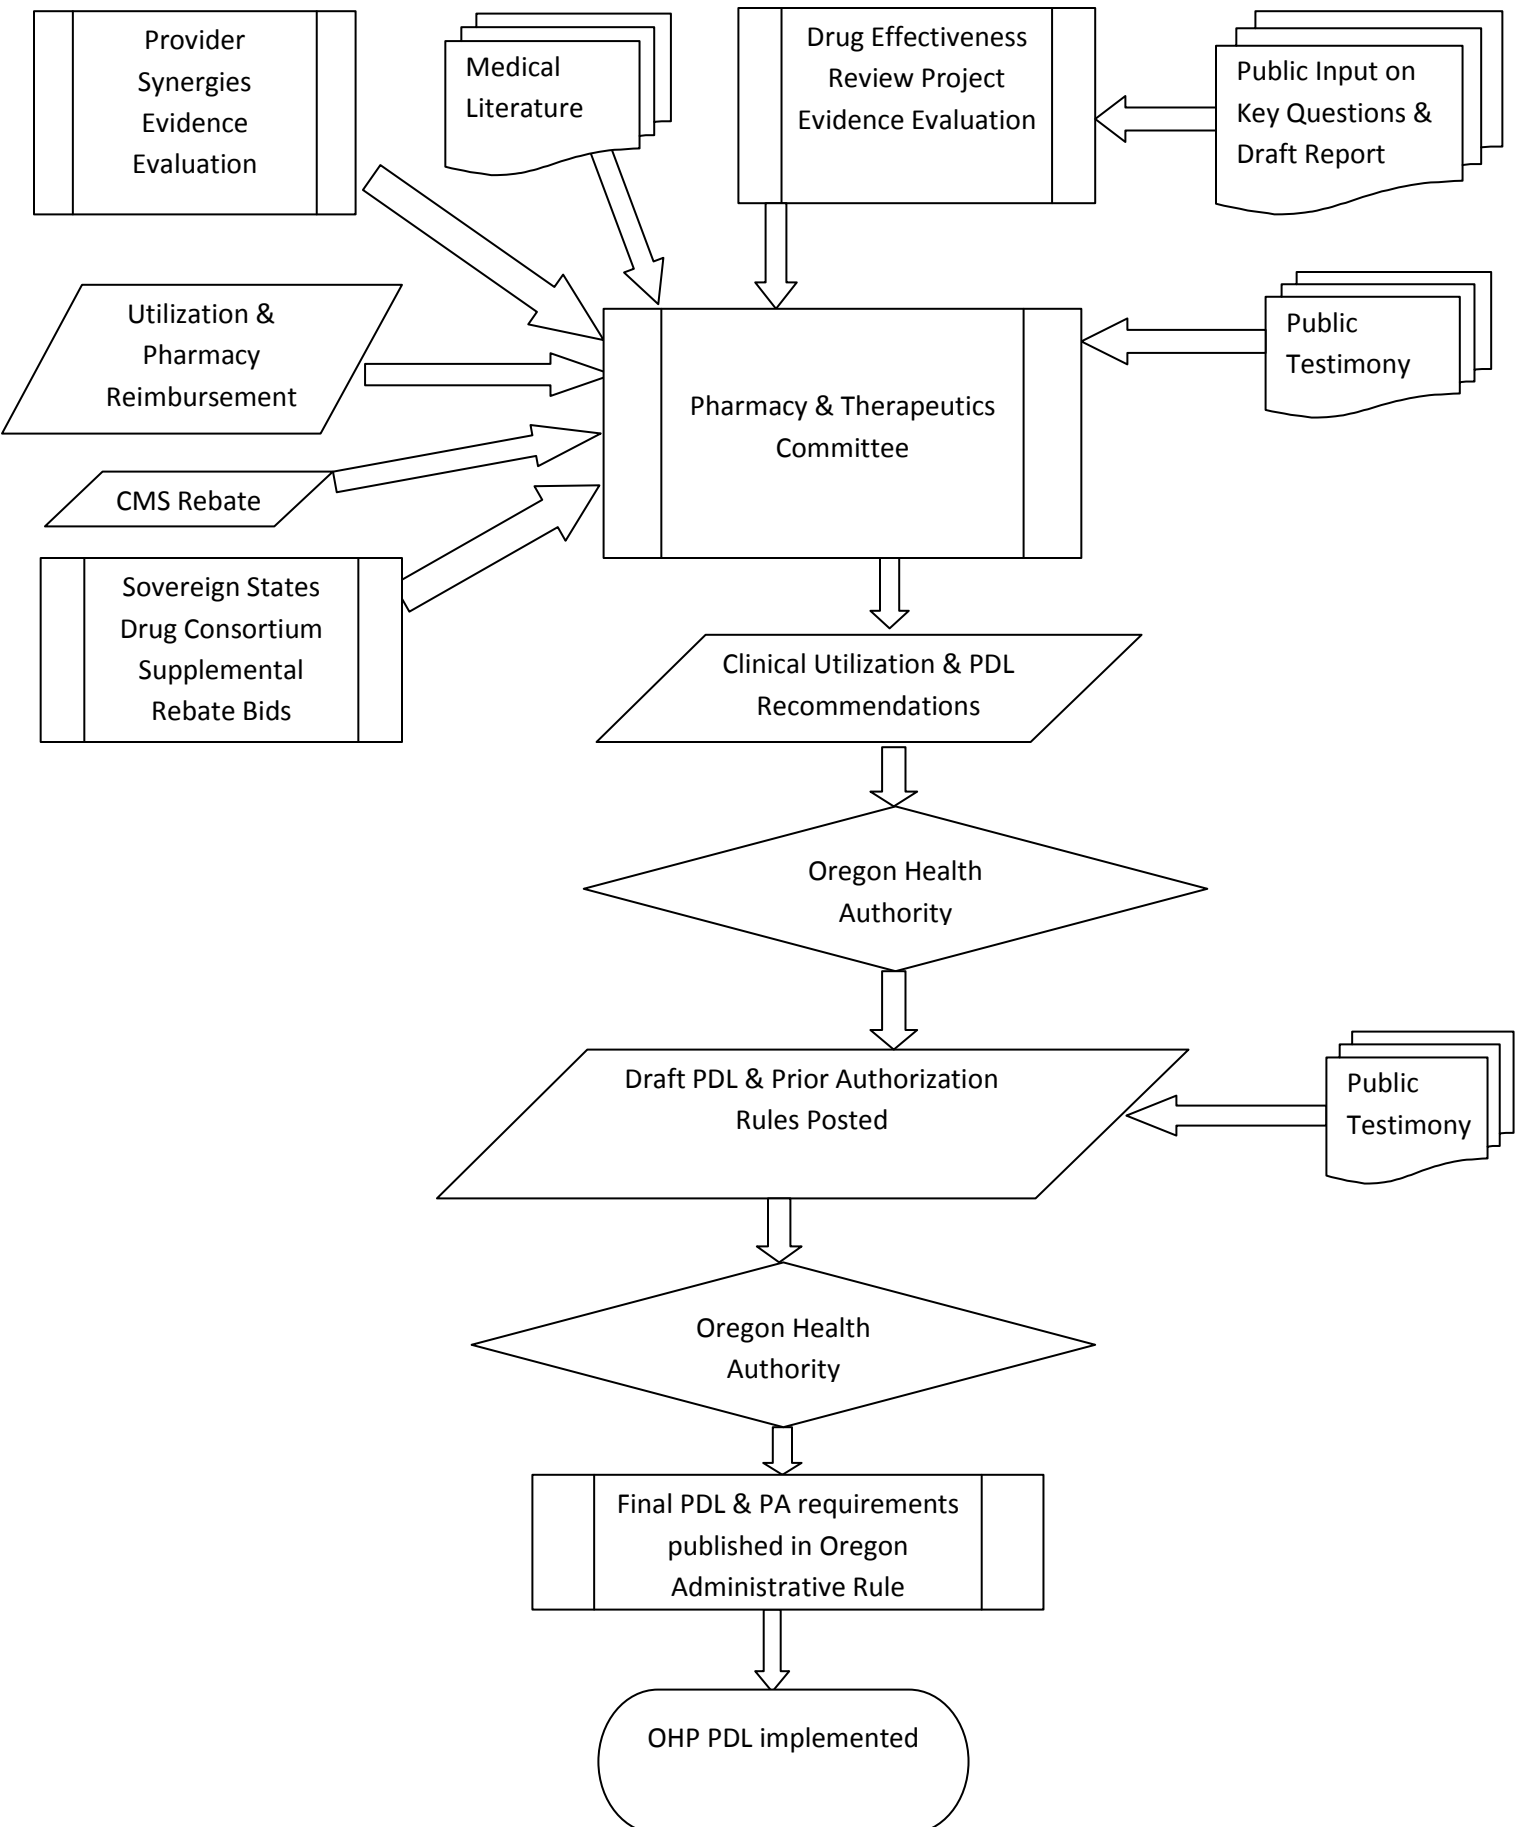 Provider
Synergies
Evidence
Evaluation
Medical
Literature
Drug Effectiveness
Review Project
Evidence Evaluation
Public Input on
Key Questions &
Draft Report
Utilization &
Pharmacy
Reimbursement
Public
Testimony
Pharmacy & Therapeutics
Committee
CMS Rebate
Sovereign States
Drug Consortium
Supplemental
Rebate Bids
Clinical Utilization & PDL
Recommendations
Oregon Health
Authority
Draft PDL & Prior Authorization
Rules Posted
Public
Testimony
Oregon Health
Authority
Final PDL & PA requirements
published in Oregon
Administrative Rule
OHP PDL implemented